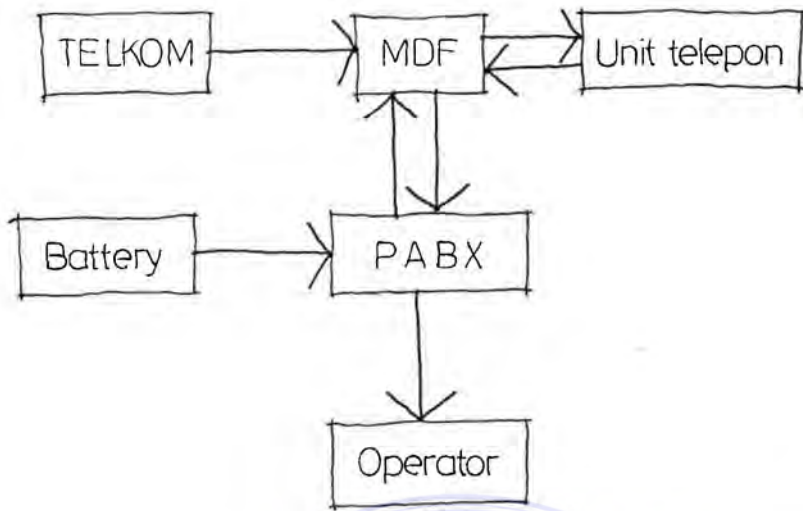 TELKOM
MDF
Unit telepon
Battery
PABX
Operator